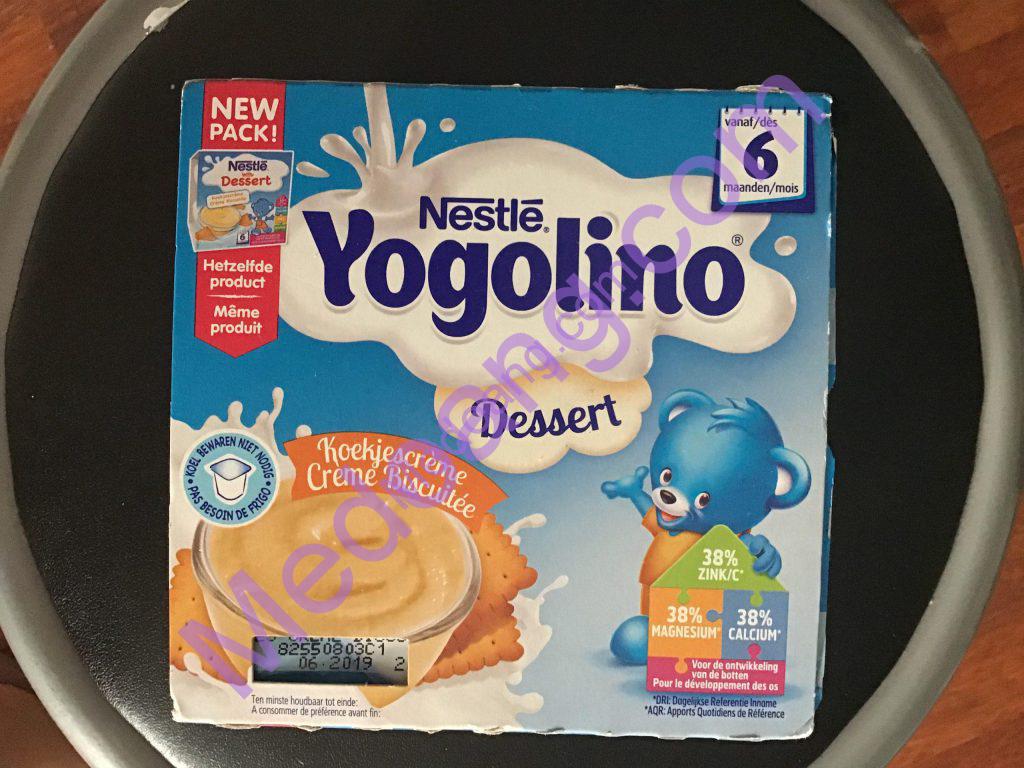 NEW
PACK!
Nestlé
Dessert
Hetzelfde
product
Même
produit
vanaf/dès
6
maanden/mois
Nestlé®
Yogolino®
Dessert
Koekjescrème
Crème Biscuitée
• KOEL BEWAREN NIET NODIG •
PAS BESOIN DE FRIGO
38%
ZINK/C*
38%
MAGNESIUM*
38%
CALCIUM*
Voor de ontwikkeling
van de botten
Pour le développement des os
*DRI: Dagelijkse Referentie Inname
*AQR: Apports Quotidiens de Référence
82550803C1
06·2019 2
Ten minste houdbaar tot einde:
A consommer de préférence avant fin: